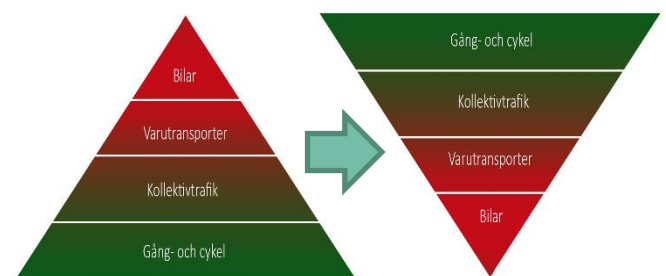 Bilar
Varutransporter
Kollektivtrafik
Gång- och cykel
Gång- och cykel
Kollektivtrafik
Varutransporter
Bilar